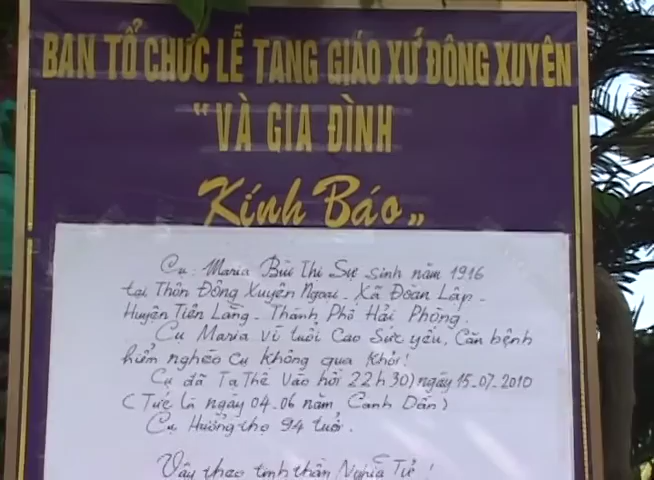 BAN TỔ CHỨC LỄ TANG GIÁO XỨ ĐÔNG XUYÊN
“VÀ GIA ĐÌNH
Kính Báo„
Cụ: Maria Bùi Thị Sự sinh năm 1916
tại Thôn Đông Xuyên Ngoại - Xã Đoàn Lập -
Huyện Tiên Lãng - Thành Phố Hải Phòng.
Cụ Maria vì tuổi Cao Sức yếu, Căn bệnh
hiểm nghèo cụ không qua Khỏi!
Cụ đã Tạ Thế vào hồi 22h30) ngày 15-07-2010
(Tức là ngày 04-06 năm Canh Dần)
Cụ Hưởng thọ 94 tuổi.
Vậy theo tinh thần Nghĩa Tử !